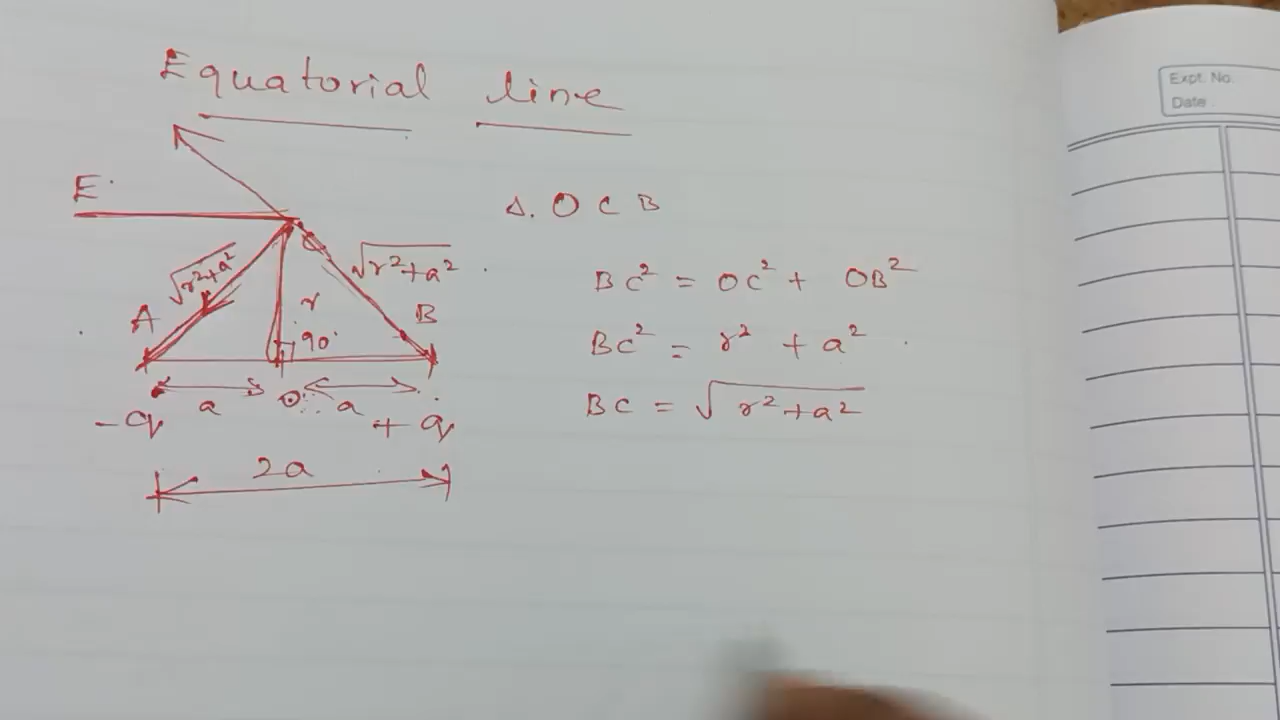 Equatorial line
E
Δ. O C B
√r²+a²
C
√r²+a²
BC² = OC² + OB²
A
r
B
90°
BC² = r² + a²
a
O
a
BC = √r²+a²
-q
+q
2a
Expt. No.
Date.